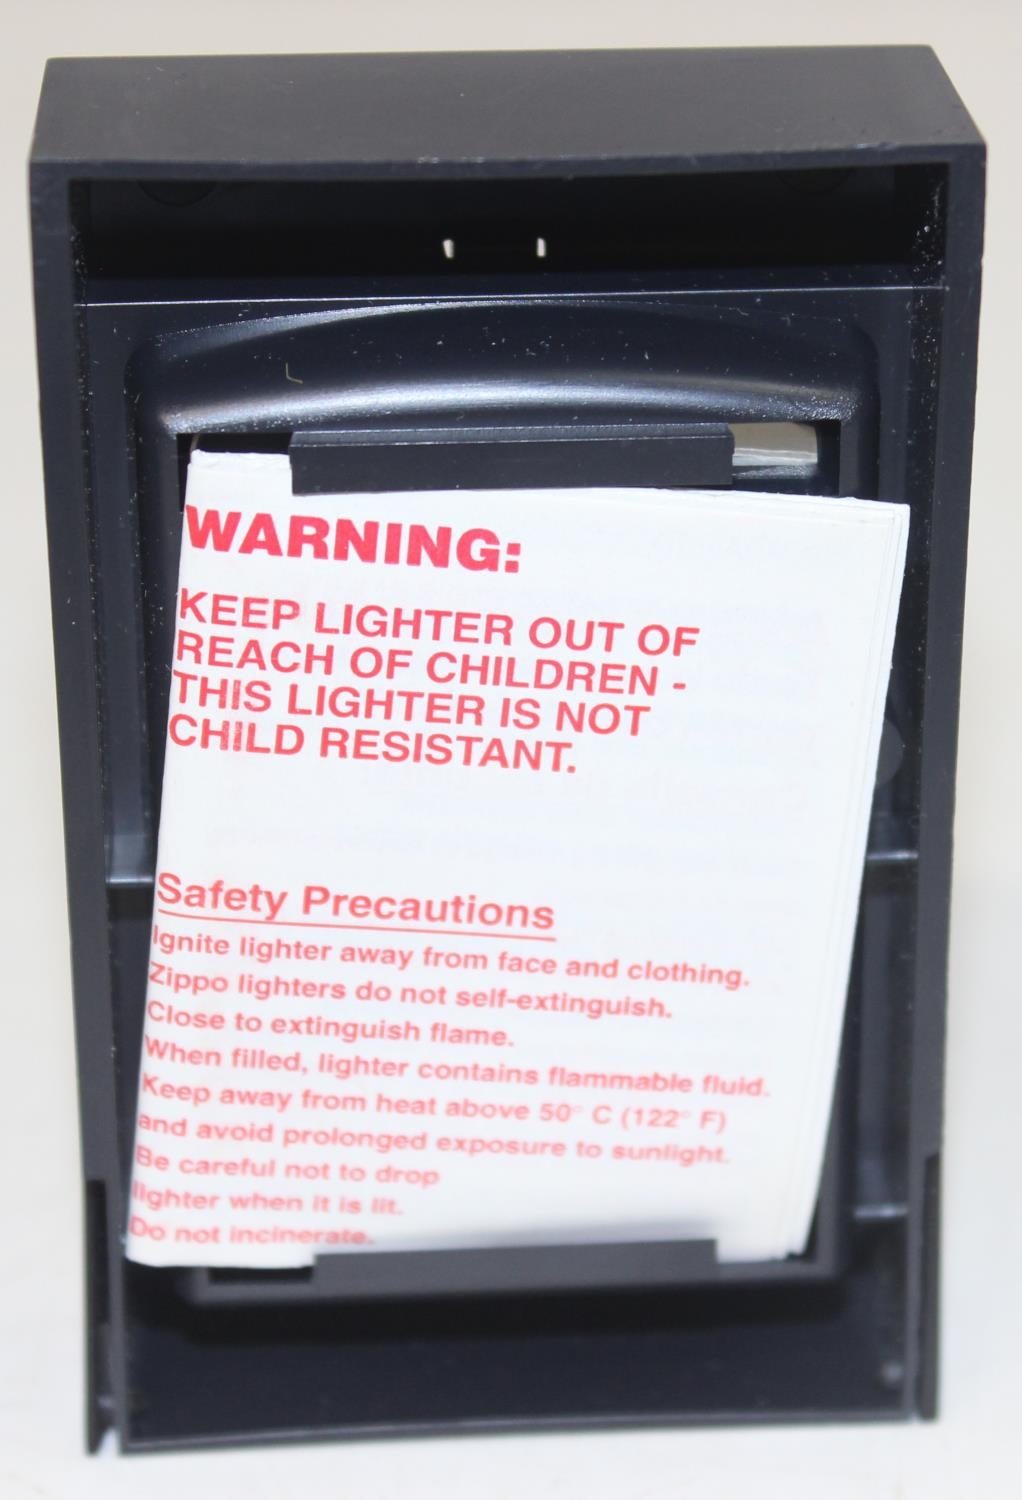 WARNING:
KEEP LIGHTER OUT OF
REACH OF CHILDREN -
THIS LIGHTER IS NOT
CHILD RESISTANT.
Safety Precautions
Ignite lighter away from face and clothing.
Zippo lighters do not self-extinguish.
Close to extinguish flame.
When filled, lighter contains flammable fluid.
Keep away from heat above 50° C (122° F)
and avoid prolonged exposure to sunlight.
Be careful not to drop
lighter when it is lit.
Do not incinerate.